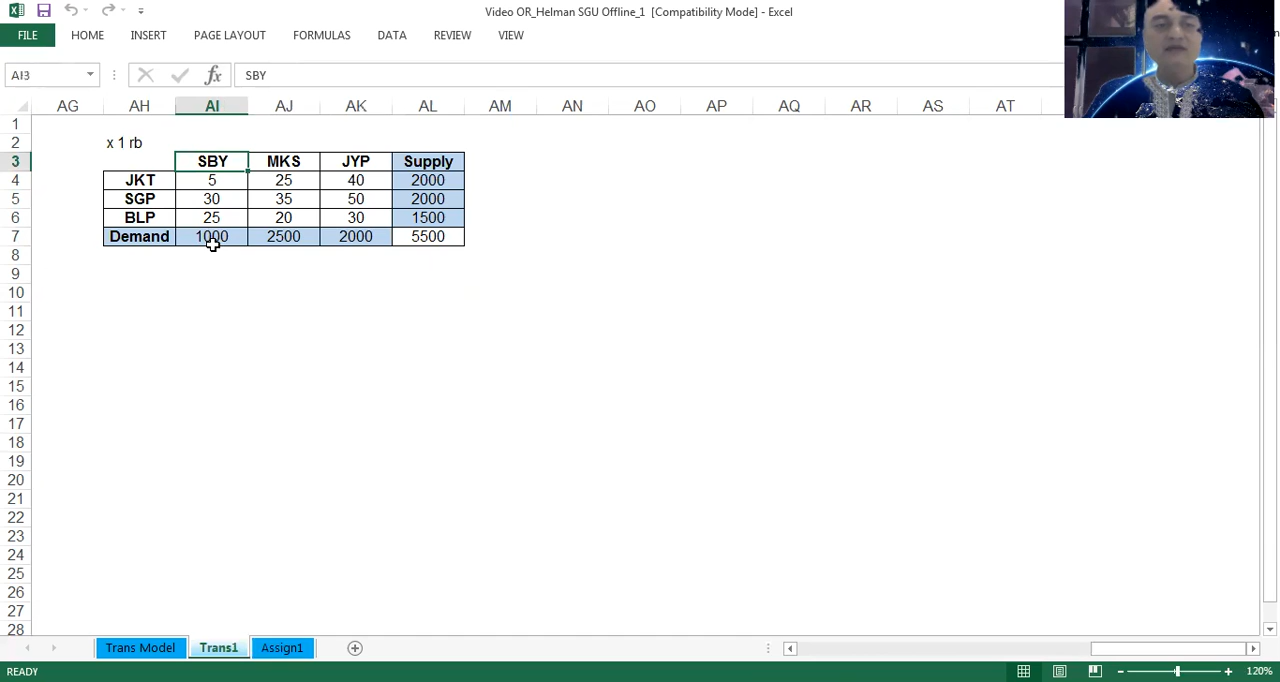 Video OR_Helman SGU Offline_1 [Compatibility Mode] - Excel
FILE HOME INSERT PAGE LAYOUT FORMULAS DATA REVIEW VIEW
AI3 fx SBY
AG AH AI AJ AK AL AM AN AO AP AQ AR AS AT
1
2 x 1 rb
3 SBY MKS JYP Supply
4 JKT 5 25 40 2000
5 SGP 30 35 50 2000
6 BLP 25 20 30 1500
7 Demand 1000 2500 2000 5500
8
9
10
11
12
13
14
15
16
17
18
19
20
21
22
23
24
25
26
27
28
Trans Model Trans1 Assign1
READY 120%